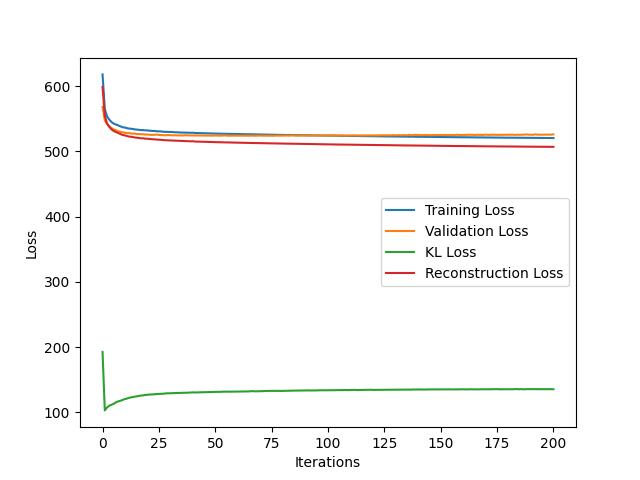 600
500
400
300
200
100
Loss
0
25
50
75
100
125
150
175
200
Iterations
Training Loss
Validation Loss
KL Loss
Reconstruction Loss